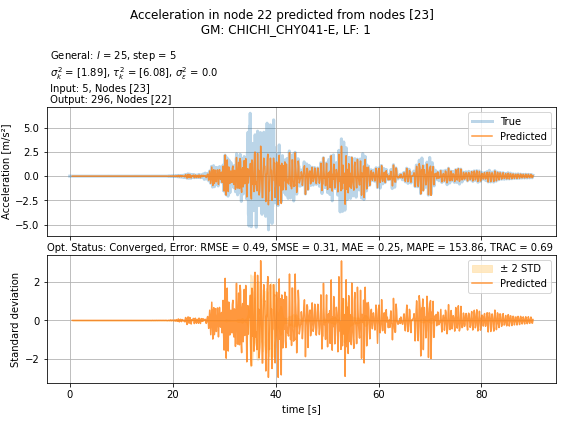 Acceleration in node 22 predicted from nodes [23]
GM: CHICHI_CHY041-E, LF: 1
General: l = 25, step = 5
σ²ₖ = [1.89], τ²ₖ = [6.08], σ²ε = 0.0
Input: 5, Nodes [23]
Output: 296, Nodes [22]
Acceleration [m/s²]
5.0
2.5
0.0
−2.5
−5.0
True
Predicted
Opt. Status: Converged, Error: RMSE = 0.49, SMSE = 0.31, MAE = 0.25, MAPE = 153.86, TRAC = 0.69
Standard deviation
2
0
−2
± 2 STD
Predicted
0 20 40 60 80
time [s]